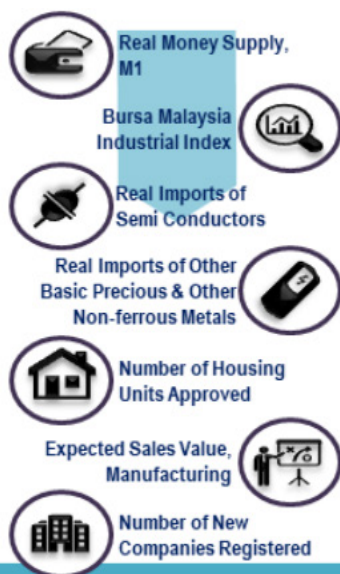 Real Money Supply,
M1
Bursa Malaysia
Industrial Index
Real Imports of
Semi Conductors
Real Imports of Other
Basic Precious & Other
Non-ferrous Metals
Number of Housing
Units Approved
Expected Sales Value,
Manufacturing
Number of New
Companies Registered